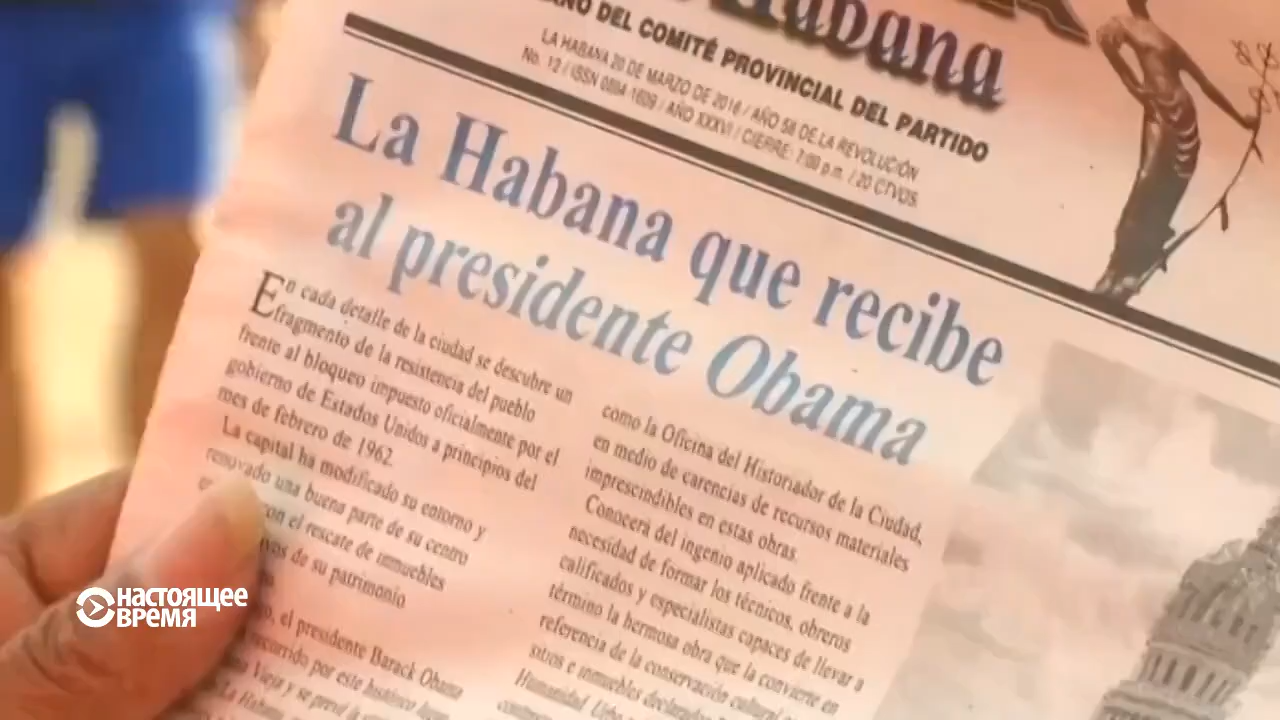 Habana
DEL COMITÉ PROVINCIAL DEL PARTIDO
LA HABANA 20 DE MARZO DE 2016 / AÑO 58 DE LA REVOLUCIÓN
No. 12 / ISSN 0864-1609 / AÑO XXXVI / CIERRE: 7:00 p.m. / 20 CTVOS
La Habana que recibe
al presidente Obama
En cada detalle de la ciudad se descubre un
fragmento de la resistencia del pueblo
frente al bloqueo impuesto oficialmente por el
gobierno de Estados Unidos a principios del
mes de febrero de 1962.
La capital ha modificado su entorno y
renovado una buena parte de su centro
con el rescate de inmuebles
de su patrimonio
el presidente Barack Obama
recorrido por este histórico
Vieja y se prevé la
La Habana,
como la Oficina del Historiador de la Ciudad,
en medio de carencias de recursos materiales
imprescindibles en estas obras.
Conocerá del ingenio aplicado frente a la
necesidad de formar los técnicos, obreros
calificados y especialistas capaces de llevar a
término la hermosa obra que la convierte en
referencia de la conservación cultural
sitios e inmuebles declarados
Humanidad
НАСТОЯЩЕЕ
ВРЕМЯ